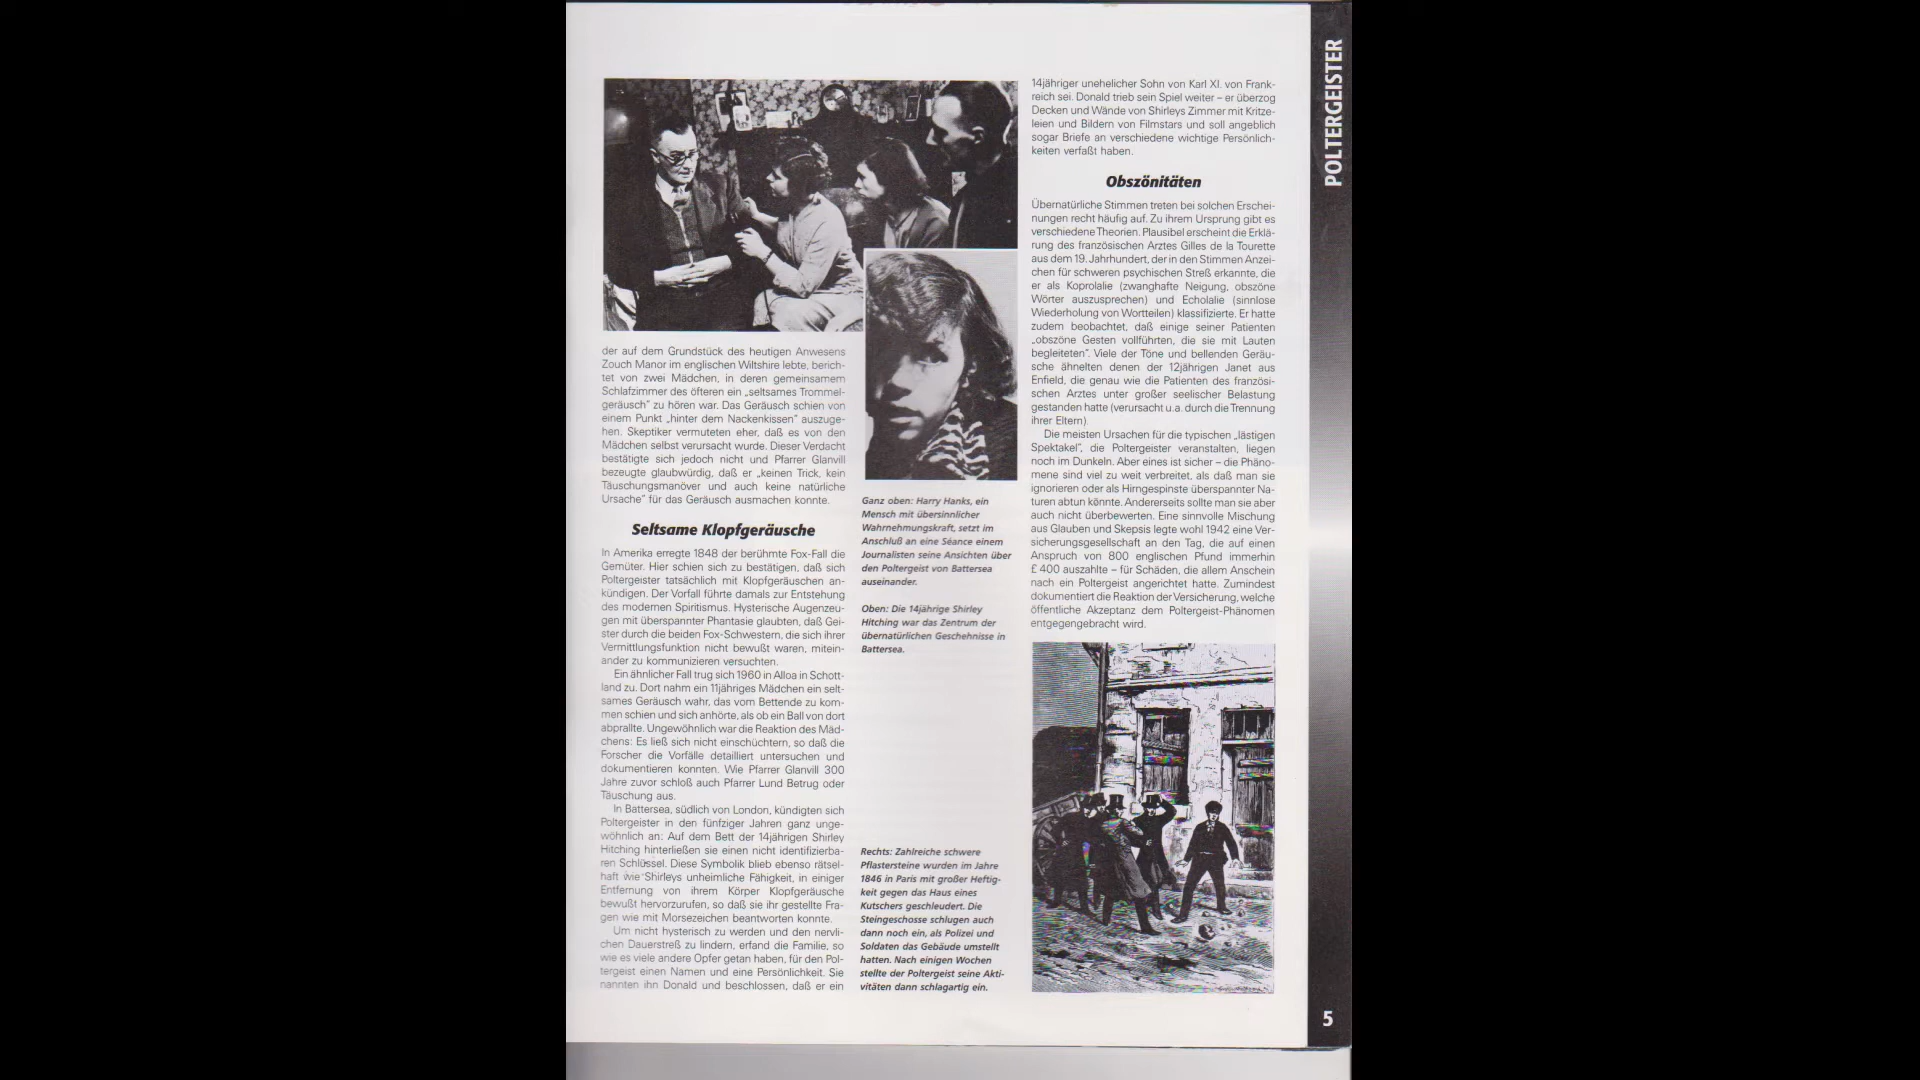 der auf dem Grundstück des heutigen Anwesens
Zouch Manor im englischen Wiltshire lebte, berich-
tet von zwei Mädchen, in deren gemeinsamem
Schlafzimmer des öfteren ein „seltsames Trommel-
geräusch" zu hören war. Das Geräusch schien von
einem Punkt „hinter dem Nackenkissen" auszuge-
hen. Skeptiker vermuteten eher, daß es von den
Mädchen selbst verursacht wurde. Dieser Verdacht
bestätigte sich jedoch nicht und Pfarrer Glanvill
bezeugte glaubwürdig, daß er „keinen Trick, kein
Täuschungsmanöver und auch keine natürliche
Ursache" für das Geräusch ausmachen konnte.
Seltsame Klopfgeräusche
In Amerika erregte 1848 der berühmte Fox-Fall die
Gemüter. Hier schien sich zu bestätigen, daß sich
Poltergeister tatsächlich mit Klopfgeräuschen an-
kündigen. Der Vorfall führte damals zur Entstehung
des modernen Spiritismus. Hysterische Augenzeu-
gen mit überspannter Phantasie glaubten, daß Gei-
ster durch die beiden Fox-Schwestern, die sich ihrer
Vermittlungsfunktion nicht bewußt waren, mitein-
ander zu kommunizieren versuchten.
Ein ähnlicher Fall trug sich 1960 in Alloa in Schott-
land zu. Dort nahm ein 11jähriges Mädchen ein selt-
sames Geräusch wahr, das vom Bettende zu kom-
men schien und sich anhörte, als ob ein Ball von dort
abprallte. Ungewöhnlich war die Reaktion des Mäd-
chens: Es ließ sich nicht einschüchtern, so daß die
Forscher die Vorfälle detailliert untersuchen und
dokumentieren konnten. Wie Pfarrer Glanvill 300
Jahre zuvor schloß auch Pfarrer Lund Betrug oder
Täuschung aus.
In Battersea, südlich von London, kündigten sich
Poltergeister in den fünfziger Jahren ganz unge-
wöhnlich an: Auf dem Bett der 14jährigen Shirley
Hitching hinterließen sie einen nicht identifizierba-
ren Schlüssel. Diese Symbolik blieb ebenso rätsel-
haft wie Shirleys unheimliche Fähigkeit, in einiger
Entfernung von ihrem Körper Klopfgeräusche
bewußt hervorzurufen, so daß sie ihr gestellte Fra-
gen wie mit Morsezeichen beantworten konnte.
Um nicht hysterisch zu werden und den nervli-
chen Dauerstreß zu lindern, erfand die Familie, so
wie es viele andere Opfer getan haben, für den Pol-
tergeist einen Namen und eine Persönlichkeit. Sie
nannten ihn Donald und beschlossen, daß er ein
Ganz oben: Harry Hanks, ein
Mensch mit übersinnlicher
Wahrnehmungskraft, setzt im
Anschluß an eine Séance einem
Journalisten seine Ansichten über
den Poltergeist von Battersea
auseinander.
Oben: Die 14jährige Shirley
Hitching war das Zentrum der
übernatürlichen Geschehnisse in
Battersea.
Rechts: Zahlreiche schwere
Pflastersteine wurden im Jahre
1846 in Paris mit großer Heftig-
keit gegen das Haus eines
Kutschers geschleudert. Die
Steingeschosse schlugen auch
dann noch ein, als Polizei und
Soldaten das Gebäude umstellt
hatten. Nach einigen Wochen
stellte der Poltergeist seine Akti-
vitäten dann schlagartig ein.
14jähriger unehelicher Sohn von Karl XI. von Frank-
reich sei. Donald trieb sein Spiel weiter – er überzog
Decken und Wände von Shirleys Zimmer mit Kritze-
leien und Bildern von Filmstars und soll angeblich
sogar Briefe an verschiedene wichtige Persönlich-
keiten verfaßt haben.
Obszönitäten
Übernatürliche Stimmen treten bei solchen Erschei-
nungen recht häufig auf. Zu ihrem Ursprung gibt es
verschiedene Theorien. Plausibel erscheint die Erklä-
rung des französischen Arztes Gilles de la Tourette
aus dem 19. Jahrhundert, der in den Stimmen Anzei-
chen für schweren psychischen Streß erkannte, die
er als Koprolalie (zwanghafte Neigung, obszöne
Wörter auszusprechen) und Echolalie (sinnlose
Wiederholung von Wortteilen) klassifizierte. Er hatte
zudem beobachtet, daß einige seiner Patienten
„obszöne Gesten vollführten, die sie mit Lauten
begleiteten". Viele der Töne und bellenden Geräu-
sche ähnelten denen der 12jährigen Janet aus
Enfield, die genau wie die Patienten des französi-
schen Arztes unter großer seelischer Belastung
gestanden hatte (verursacht u.a. durch die Trennung
ihrer Eltern).
Die meisten Ursachen für die typischen „lästigen
Spektakel", die Poltergeister veranstalten, liegen
noch im Dunkeln. Aber eines ist sicher – die Phäno-
mene sind viel zu weit verbreitet, als daß man sie
ignorieren oder als Hirngespinste überspannter Na-
turen abtun könnte. Andererseits sollte man sie aber
auch nicht überbewerten. Eine sinnvolle Mischung
aus Glauben und Skepsis legte wohl 1942 eine Ver-
sicherungsgesellschaft an den Tag, die auf einen
Anspruch von 800 englischen Pfund immerhin
£ 400 auszahlte – für Schäden, die allem Anschein
nach ein Poltergeist angerichtet hatte. Zumindest
dokumentiert die Reaktion der Versicherung, welche
öffentliche Akzeptanz dem Poltergeist-Phänomen
entgegengebracht wird.
POLTERGEISTER
5